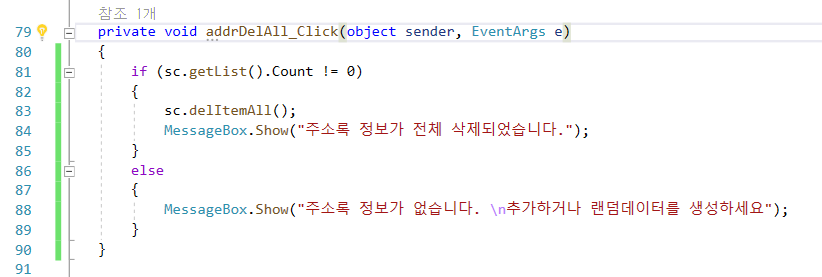 참조 1개
79 private void addrDelAll_Click(object sender, EventArgs e)
80 {
81 if (sc.getList().Count != 0)
82 {
83 sc.delItemAll();
84 MessageBox.Show("주소록 정보가 전체 삭제되었습니다.");
85 }
86 else
87 {
88 MessageBox.Show("주소록 정보가 없습니다. \n추가하거나 랜덤데이터를 생성하세요");
89 }
90 }
91